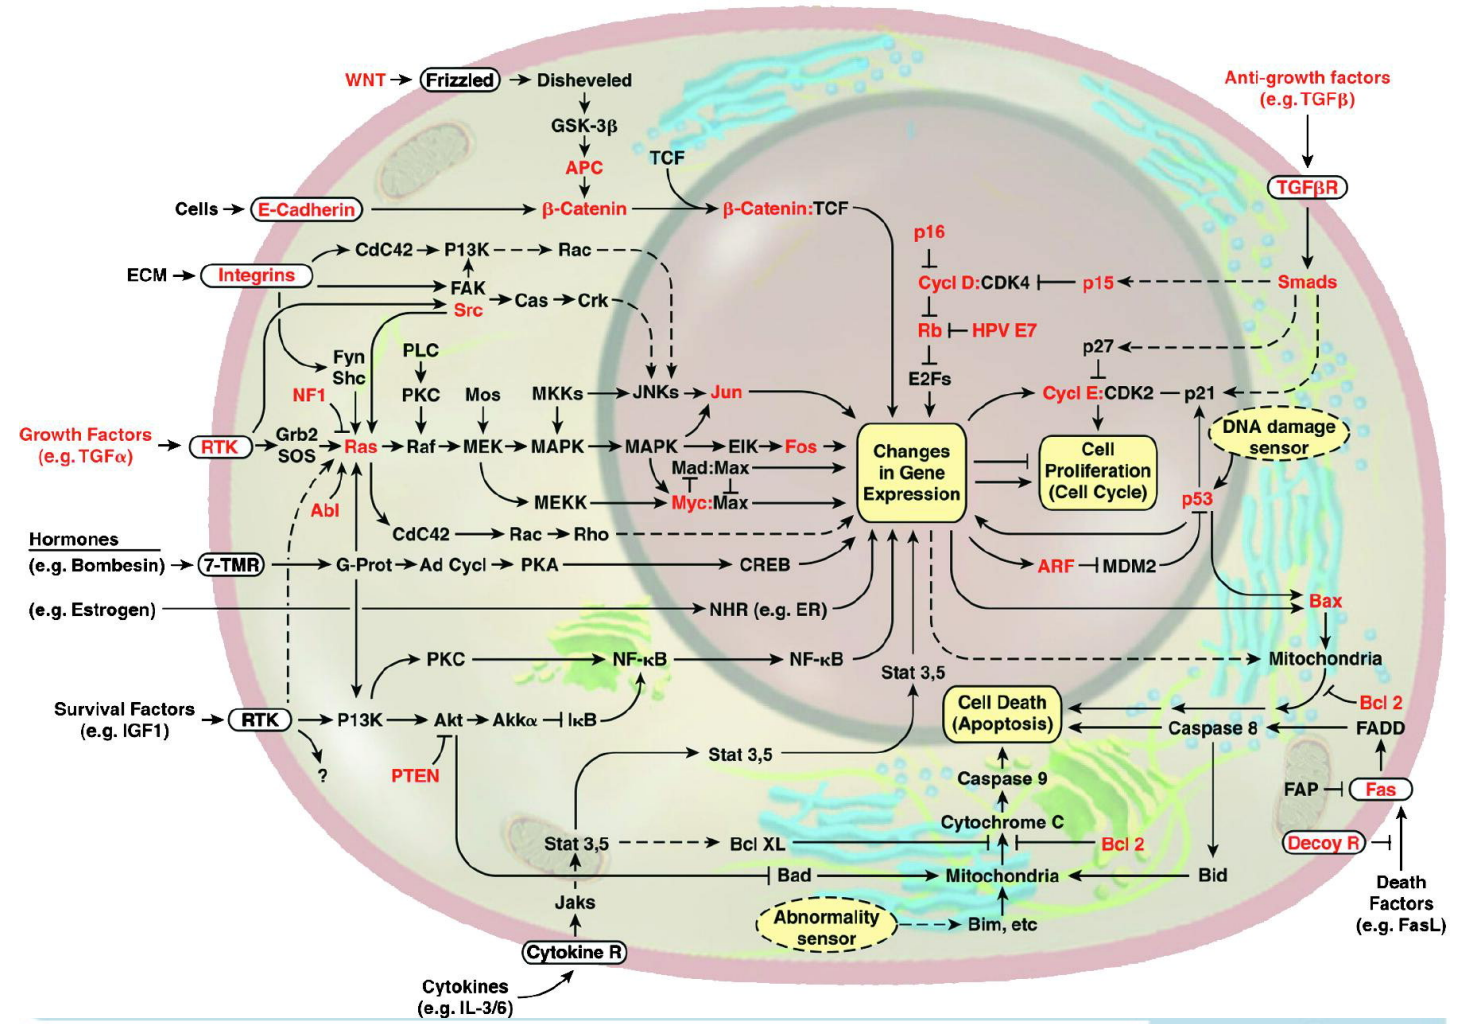 WNT
Frizzled
Disheveled
GSK-3β
APC
TCF
Cells
E-Cadherin
β-Catenin
β-Catenin:TCF
Anti-growth factors
(e.g. TGFβ)
TGFβR
Smads
ECM
Integrins
CdC42
P13K
Rac
FAK
Src
Cas
Crk
p16
Cycl D:CDK4
p15
Rb
HPV E7
E2Fs
p27
Cycl E:CDK2
p21
Fyn
Shc
PLC
PKC
NF1
Mos
MKKs
JNKs
Jun
Growth Factors
(e.g. TGFα)
RTK
Grb2
SOS
Ras
Raf
MEK
MAPK
MAPK
ElK
Fos
Mad:Max
MEKK
Myc:Max
Abl
CdC42
Rac
Rho
Changes
in Gene
Expression
Cell
Proliferation
(Cell Cycle)
DNA damage
sensor
p53
Hormones
(e.g. Bombesin)
7-TMR
G-Prot
Ad Cycl
PKA
CREB
ARF
MDM2
(e.g. Estrogen)
NHR (e.g. ER)
Bax
PKC
NF-κB
NF-κB
Stat 3,5
Mitochondria
Survival Factors
(e.g. IGF1)
RTK
P13K
Akt
Akkα
IκB
?
PTEN
Cell Death
(Apoptosis)
Bcl 2
Caspase 8
FADD
Stat 3,5
Caspase 9
FAP
Fas
Cytochrome C
Stat 3,5
Bcl XL
Bcl 2
Decoy R
Bad
Mitochondria
Bid
Death
Factors
(e.g. FasL)
Jaks
Abnormality
sensor
Bim, etc
Cytokine R
Cytokines
(e.g. IL-3/6)